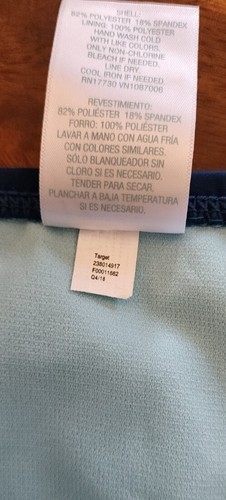 SHELL:
82% POLYESTER 18% SPANDEX
LINING: 100% POLYESTER
HAND WASH COLD
WITH LIKE COLORS.
ONLY NON-CHLORINE
BLEACH IF NEEDED.
LINE DRY.
COOL IRON IF NEEDED.
RN17730 VN1087006
REVESTIMIENTO:
82% POLIÉSTER 18% SPANDEX
FORRO: 100% POLIÉSTER
LAVAR A MANO CON AGUA FRÍA
CON COLORES SIMILARES.
SÓLO BLANQUEADOR SIN
CLORO SI ES NECESARIO.
TENDER PARA SECAR.
PLANCHAR A BAJA TEMPERATURA
SI ES NECESARIO.
Target
238014917
F00011662
Q4/18